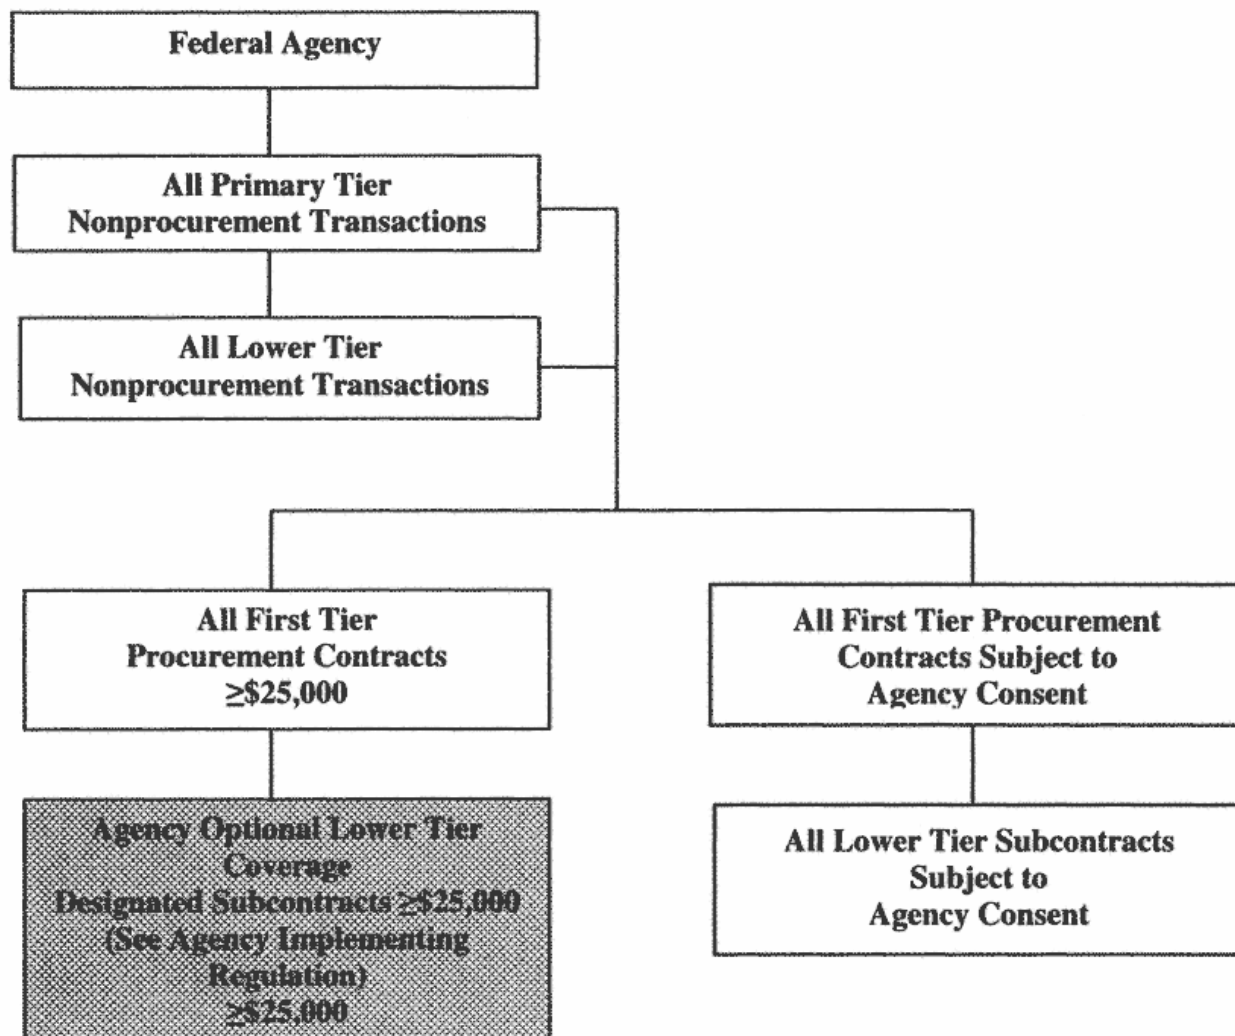 Federal Agency
All Primary Tier
Nonprocurement Transactions
All Lower Tier
Nonprocurement Transactions
All First Tier
Procurement Contracts
≥$25,000
All First Tier Procurement
Contracts Subject to
Agency Consent
Agency Optional Lower Tier
Coverage
Designated Subcontracts ≥$25,000
(See Agency Implementing
Regulation)
≥$25,000
All Lower Tier Subcontracts
Subject to
Agency Consent